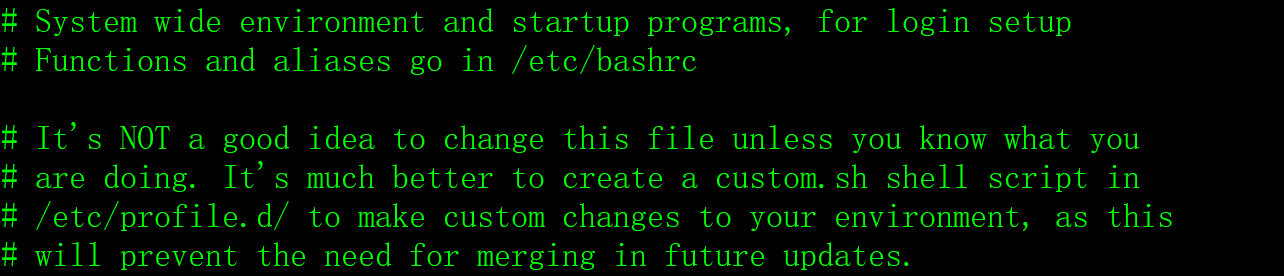 # System wide environment and startup programs, for login setup
# Functions and aliases go in /etc/bashrc
# It's NOT a good idea to change this file unless you know what you
# are doing. It's much better to create a custom.sh shell script in
# /etc/profile.d/ to make custom changes to your environment, as this
# will prevent the need for merging in future updates.